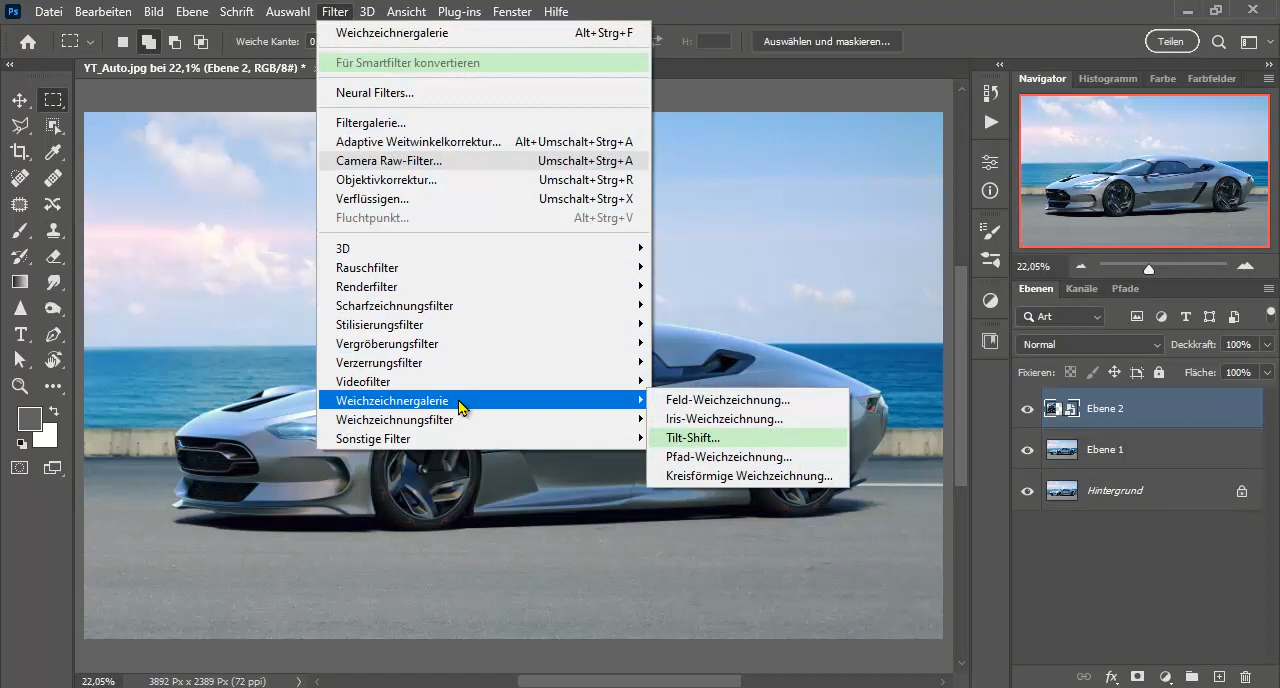 Ps Datei Bearbeiten Bild Ebene Schrift Auswahl Filter 3D Ansicht Plug-ins Fenster Hilfe
Weiche Kante: 0 H: Auswählen und maskieren... Teilen
YT_Auto.jpg bei 22,1% (Ebene 2, RGB/8#) *
Weichzeichnergalerie Alt+Strg+F
Für Smartfilter konvertieren
Neural Filters...
Filtergalerie...
Adaptive Weitwinkelkorrektur... Alt+Umschalt+Strg+A
Camera Raw-Filter... Umschalt+Strg+A
Objektivkorrektur... Umschalt+Strg+R
Verflüssigen... Umschalt+Strg+X
Fluchtpunkt... Alt+Strg+V
3D
Rauschfilter
Renderfilter
Scharfzeichnungsfilter
Stilisierungsfilter
Vergröberungsfilter
Verzerrungsfilter
Videofilter
Weichzeichnergalerie
Weichzeichnungsfilter
Sonstige Filter
Feld-Weichzeichnung...
Iris-Weichzeichnung...
Tilt-Shift...
Pfad-Weichzeichnung...
Kreisförmige Weichzeichnung...
Navigator Histogramm Farbe Farbfelder
22,05%
Ebenen Kanäle Pfade
Art
Normal Deckkraft: 100%
Fixieren: Fläche: 100%
Ebene 2
Ebene 1
Hintergrund
fx
22,05% 3892 Px x 2389 Px (72 ppi)